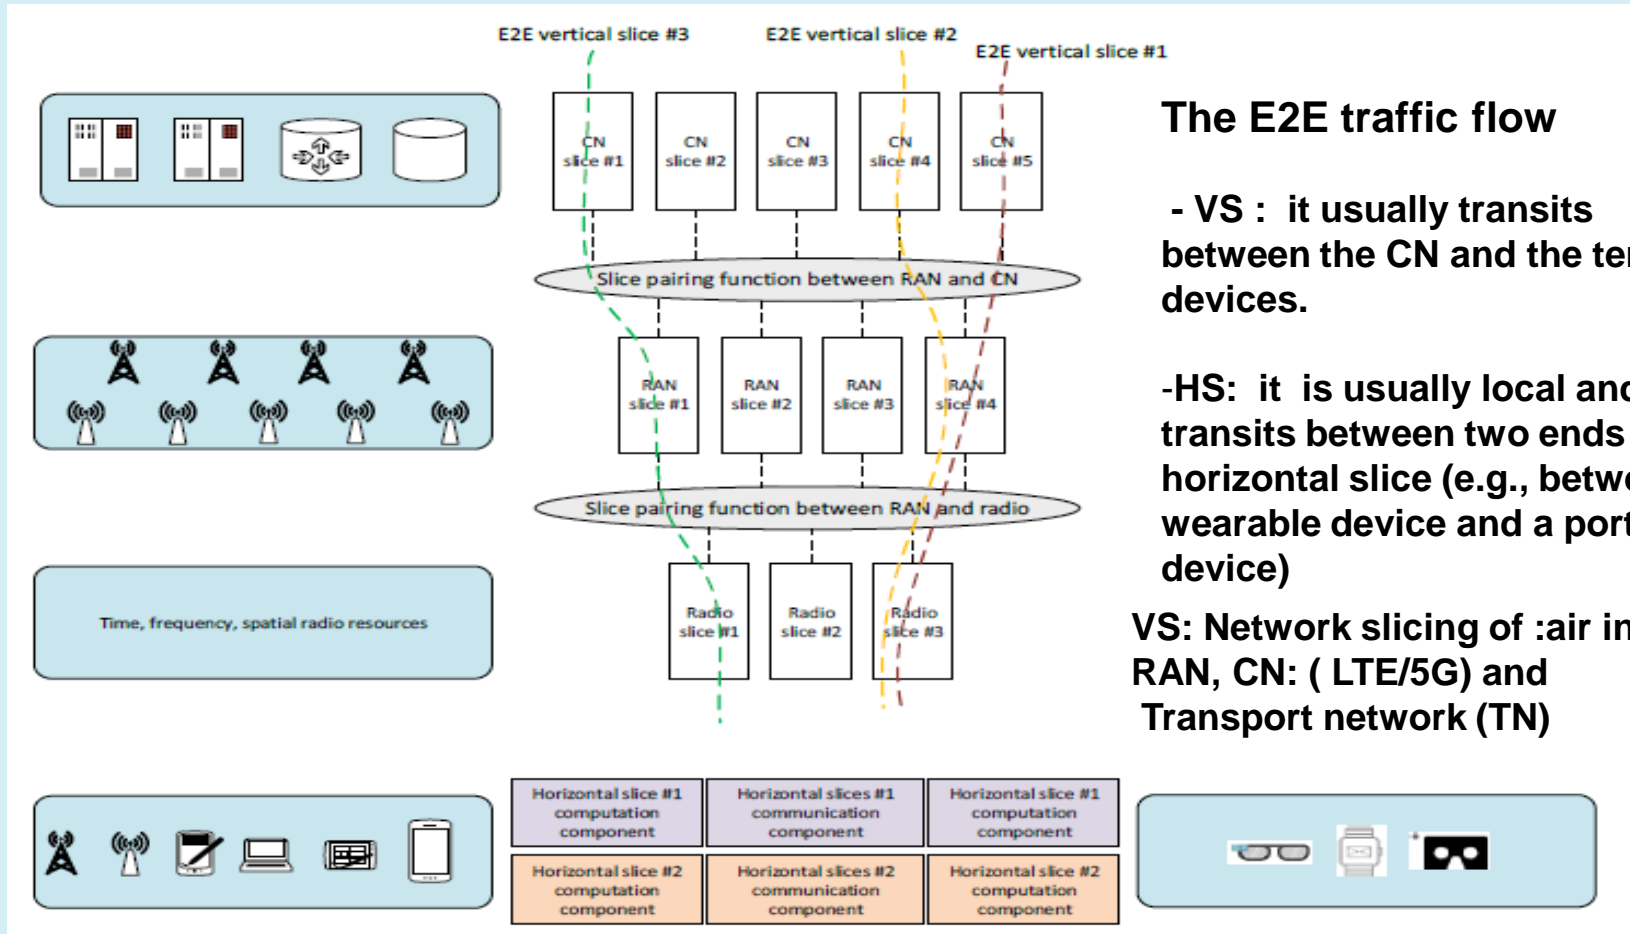 E2E vertical slice #3
E2E vertical slice #2
E2E vertical slice #1
CN
slice #1
CN
slice #2
CN
slice #3
CN
slice #4
CN
slice #5
Slice pairing function between RAN and CN
RAN
slice #1
RAN
slice #2
RAN
slice #3
RAN
slice #4
Slice pairing function between RAN and radio
Time, frequency, spatial radio resources
Radio
slice #1
Radio
slice #2
Radio
slice #3
The E2E traffic flow
- VS : it usually transits
between the CN and the
devices.
-HS: it is usually local and
transits between two ends
horizontal slice (e.g.,
wearable device and a
device)
VS: Network slicing of :air
RAN, CN: ( LTE/5G) and
Transport network (TN)
Horizontal slice #1
computation
component
Horizontal slices #1
communication
component
Horizontal slice #1
computation
component
Horizontal slice #2
computation
component
Horizontal slices #2
communication
component
Horizontal slice #2
computation
component